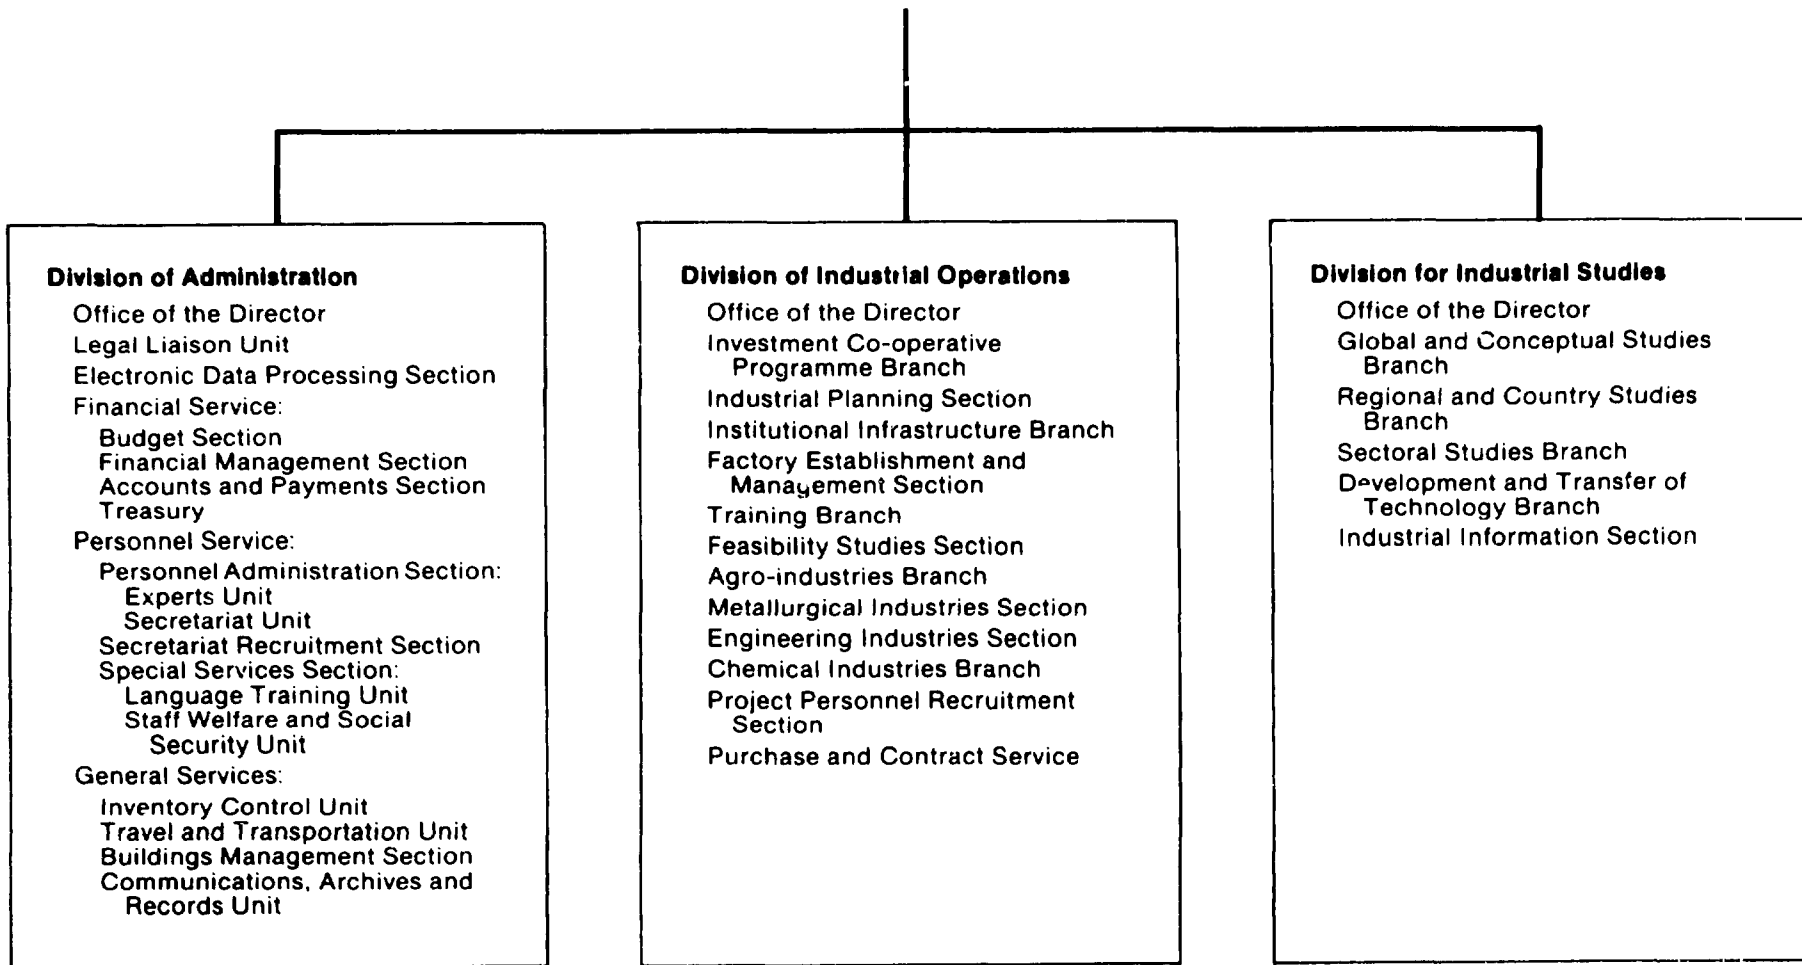 Division of Administration
Office of the Director
Legal Liaison Unit
Electronic Data Processing Section
Financial Service:
Budget Section
Financial Management Section
Accounts and Payments Section
Treasury
Personnel Service:
Personnel Administration Section:
Experts Unit
Secretariat Unit
Secretariat Recruitment Section
Special Services Section:
Language Training Unit
Staff Welfare and Social
Security Unit
General Services:
Inventory Control Unit
Travel and Transportation Unit
Buildings Management Section
Communications, Archives and
Records Unit
Division of Industrial Operations
Office of the Director
Investment Co-operative
Programme Branch
Industrial Planning Section
Institutional Infrastructure Branch
Factory Establishment and
Management Section
Training Branch
Feasibility Studies Section
Agro-industries Branch
Metallurgical Industries Section
Engineering Industries Section
Chemical Industries Branch
Project Personnel Recruitment
Section
Purchase and Contract Service
Division for Industrial Studies
Office of the Director
Global and Conceptual Studies
Branch
Regional and Country Studies
Branch
Sectoral Studies Branch
Development and Transfer of
Technology Branch
Industrial Information Section